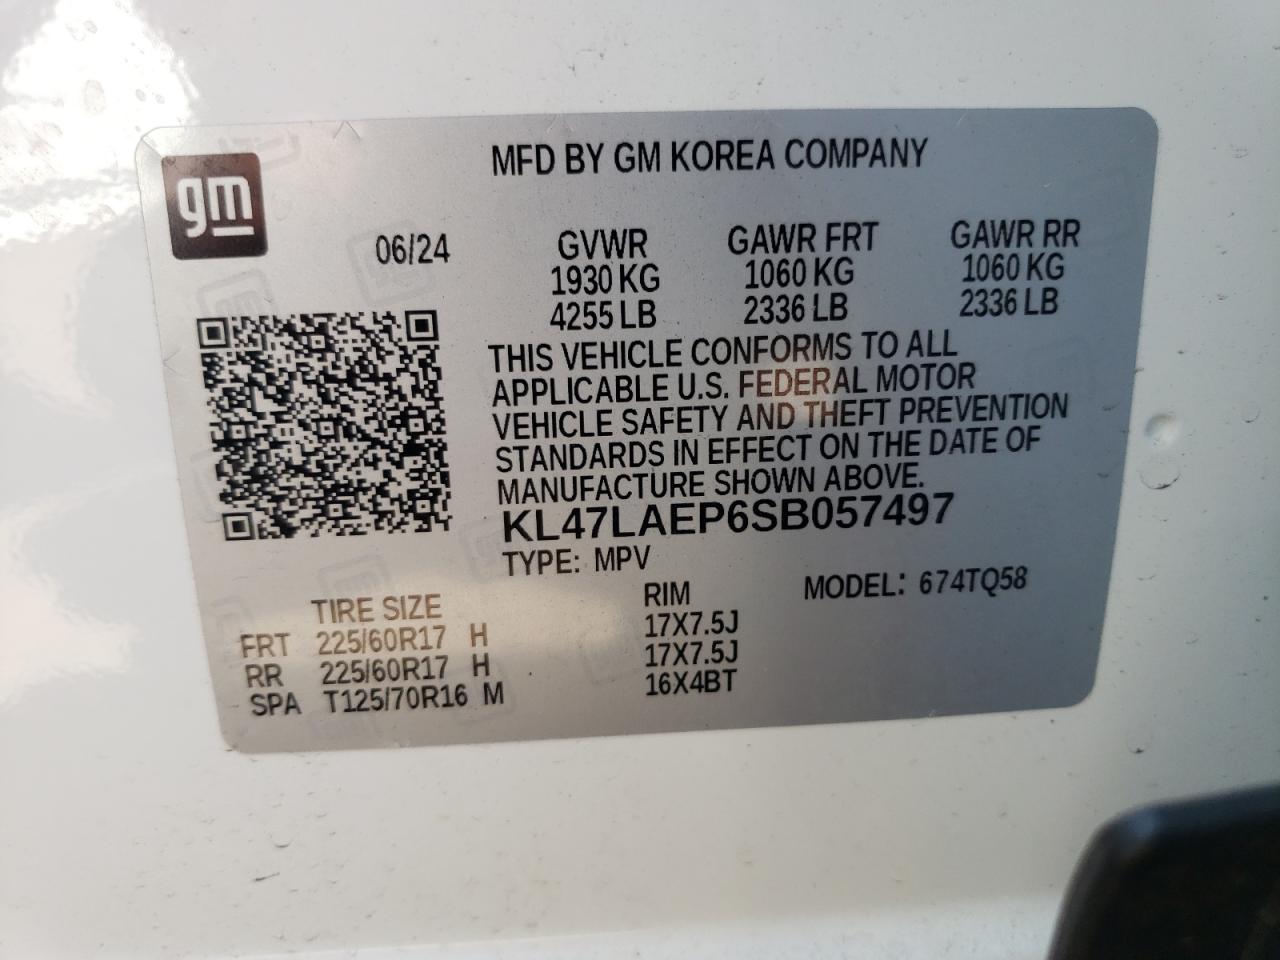 MFD BY GM KOREA COMPANY
gm
06/24 GVWR GAWR FRT GAWR RR
1930 KG 1060 KG 1060 KG
4255 LB 2336 LB 2336 LB
THIS VEHICLE CONFORMS TO ALL
APPLICABLE U.S. FEDERAL MOTOR
VEHICLE SAFETY AND THEFT PREVENTION
STANDARDS IN EFFECT ON THE DATE OF
MANUFACTURE SHOWN ABOVE.
KL47LAEP6SB057497
TYPE: MPV
TIRE SIZE RIM MODEL: 674TQ58
FRT 225/60R17 H 17X7.5J
RR 225/60R17 H 17X7.5J
SPA T125/70R16 M 16X4BT